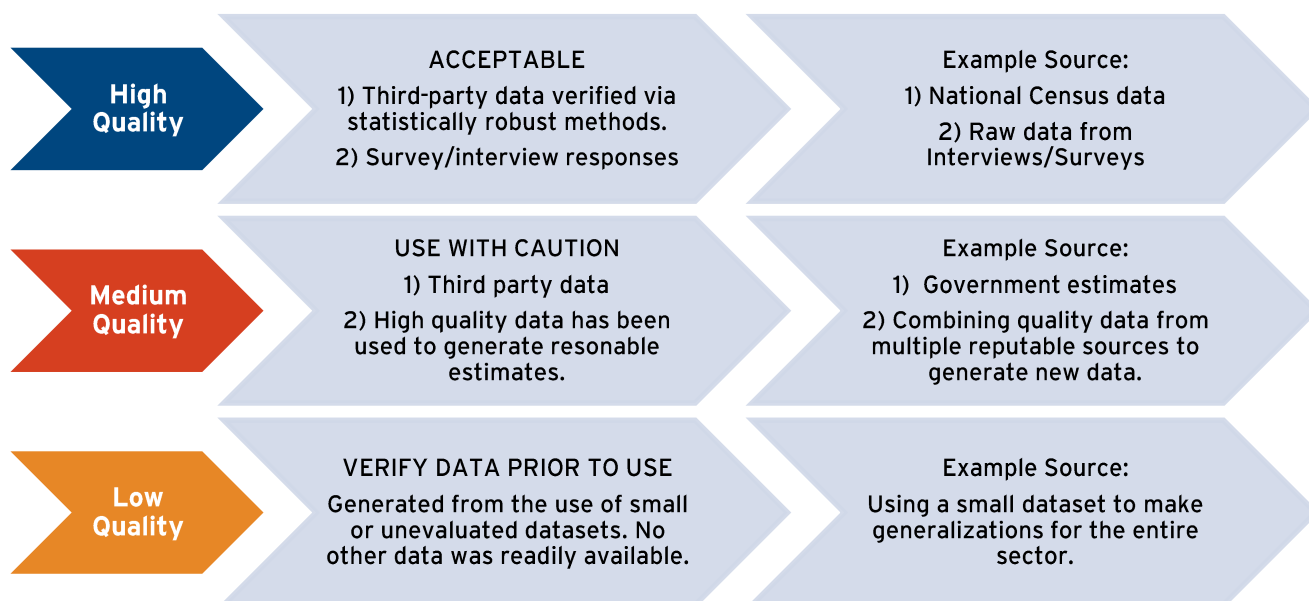 High
Quality
ACCEPTABLE
1) Third-party data verified via
statistically robust methods.
2) Survey/interview responses
Example Source:
1) National Census data
2) Raw data from
Interviews/Surveys
Medium
Quality
USE WITH CAUTION
1) Third party data
2) High quality data has been
used to generate resonable
estimates.
Example Source:
1) Government estimates
2) Combining quality data from
multiple reputable sources to
generate new data.
Low
Quality
VERIFY DATA PRIOR TO USE
Generated from the use of small
or unevaluated datasets. No
other data was readily available.
Example Source:
Using a small dataset to make
generalizations for the entire
sector.